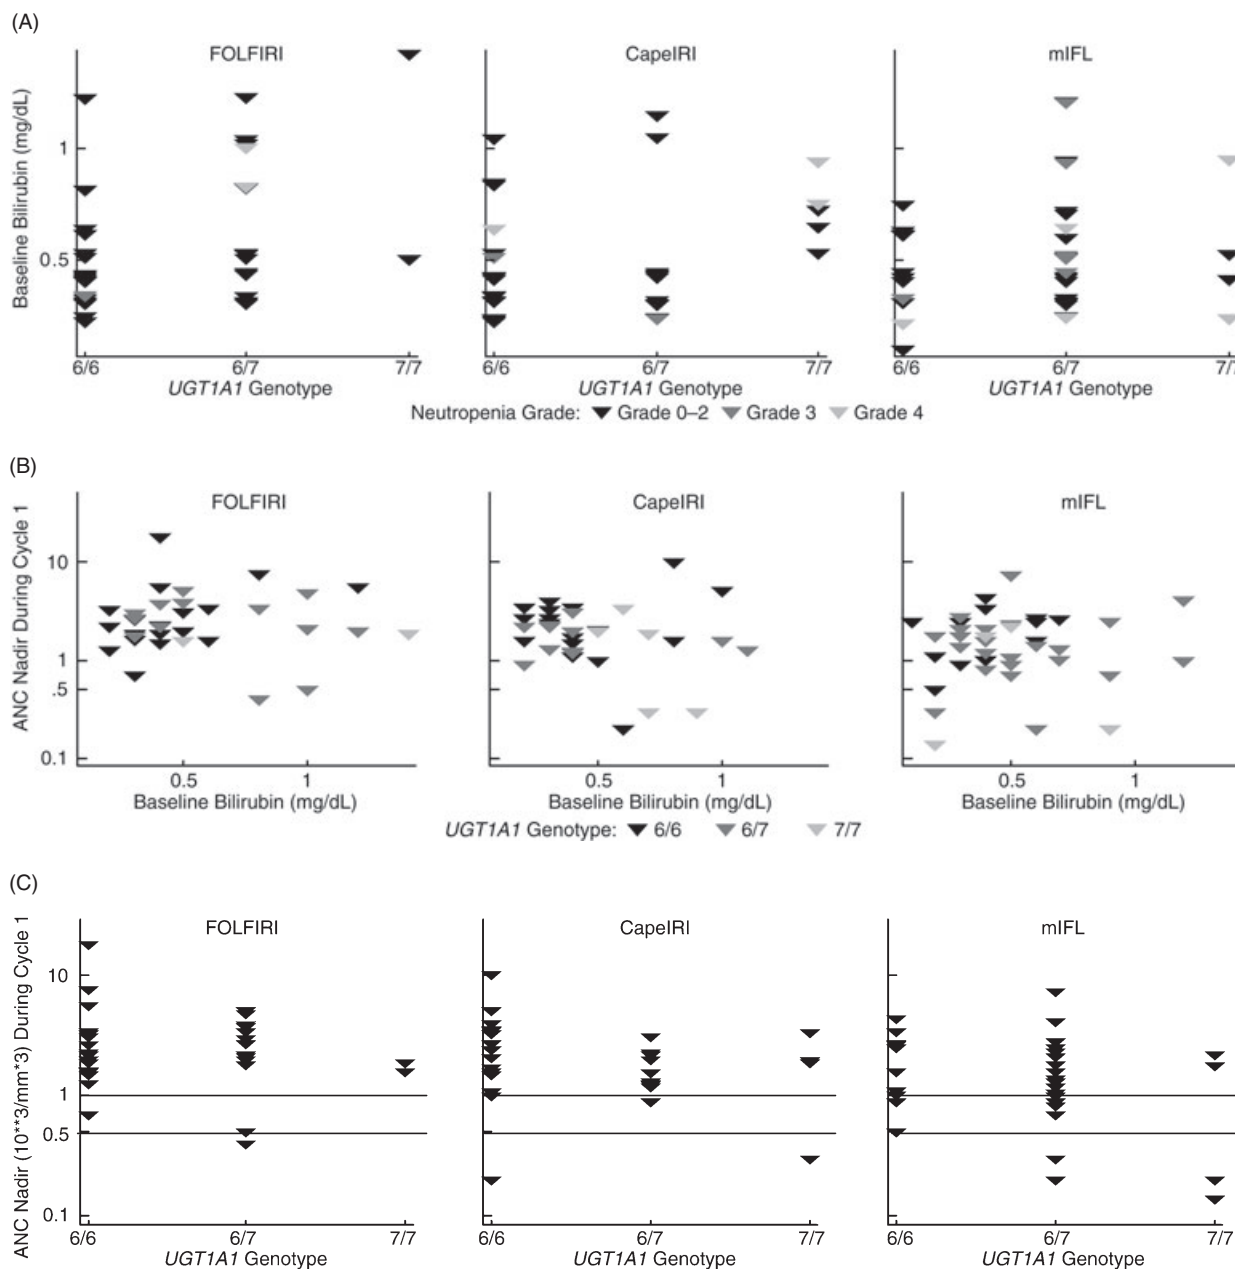 (A)
FOLFIRI CapeIRI mIFL
Baseline Bilirubin (mg/dL)
1
0.5
6/6 6/7 7/7 6/6 6/7 7/7 6/6 6/7 7/7
UGT1A1 Genotype UGT1A1 Genotype UGT1A1 Genotype
Neutropenia Grade: Grade 0–2 Grade 3 Grade 4
(B)
FOLFIRI CapeIRI mIFL
ANC Nadir During Cycle 1
10
1
.5
0.1
0.5 1 0.5 1 0.5 1
Baseline Bilirubin (mg/dL) Baseline Bilirubin (mg/dL) Baseline Bilirubin (mg/dL)
UGT1A1 Genotype: 6/6 6/7 7/7
(C)
FOLFIRI CapeIRI mIFL
ANC Nadir (10**3/mm*3) During Cycle 1
10
1
0.5
0.1
6/6 6/7 7/7 6/6 6/7 7/7 6/6 6/7 7/7
UGT1A1 Genotype UGT1A1 Genotype UGT1A1 Genotype